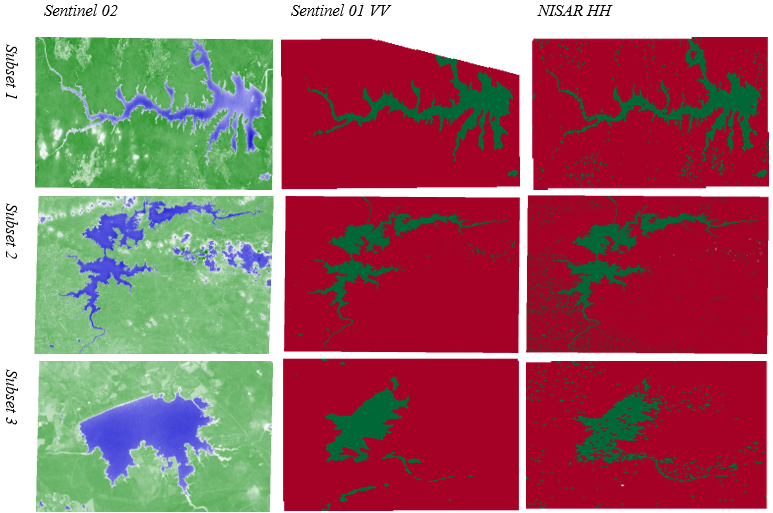 Sentinel 02
Sentinel 01 VV
NISAR HH
Subset 1
Subset 2
Subset 3